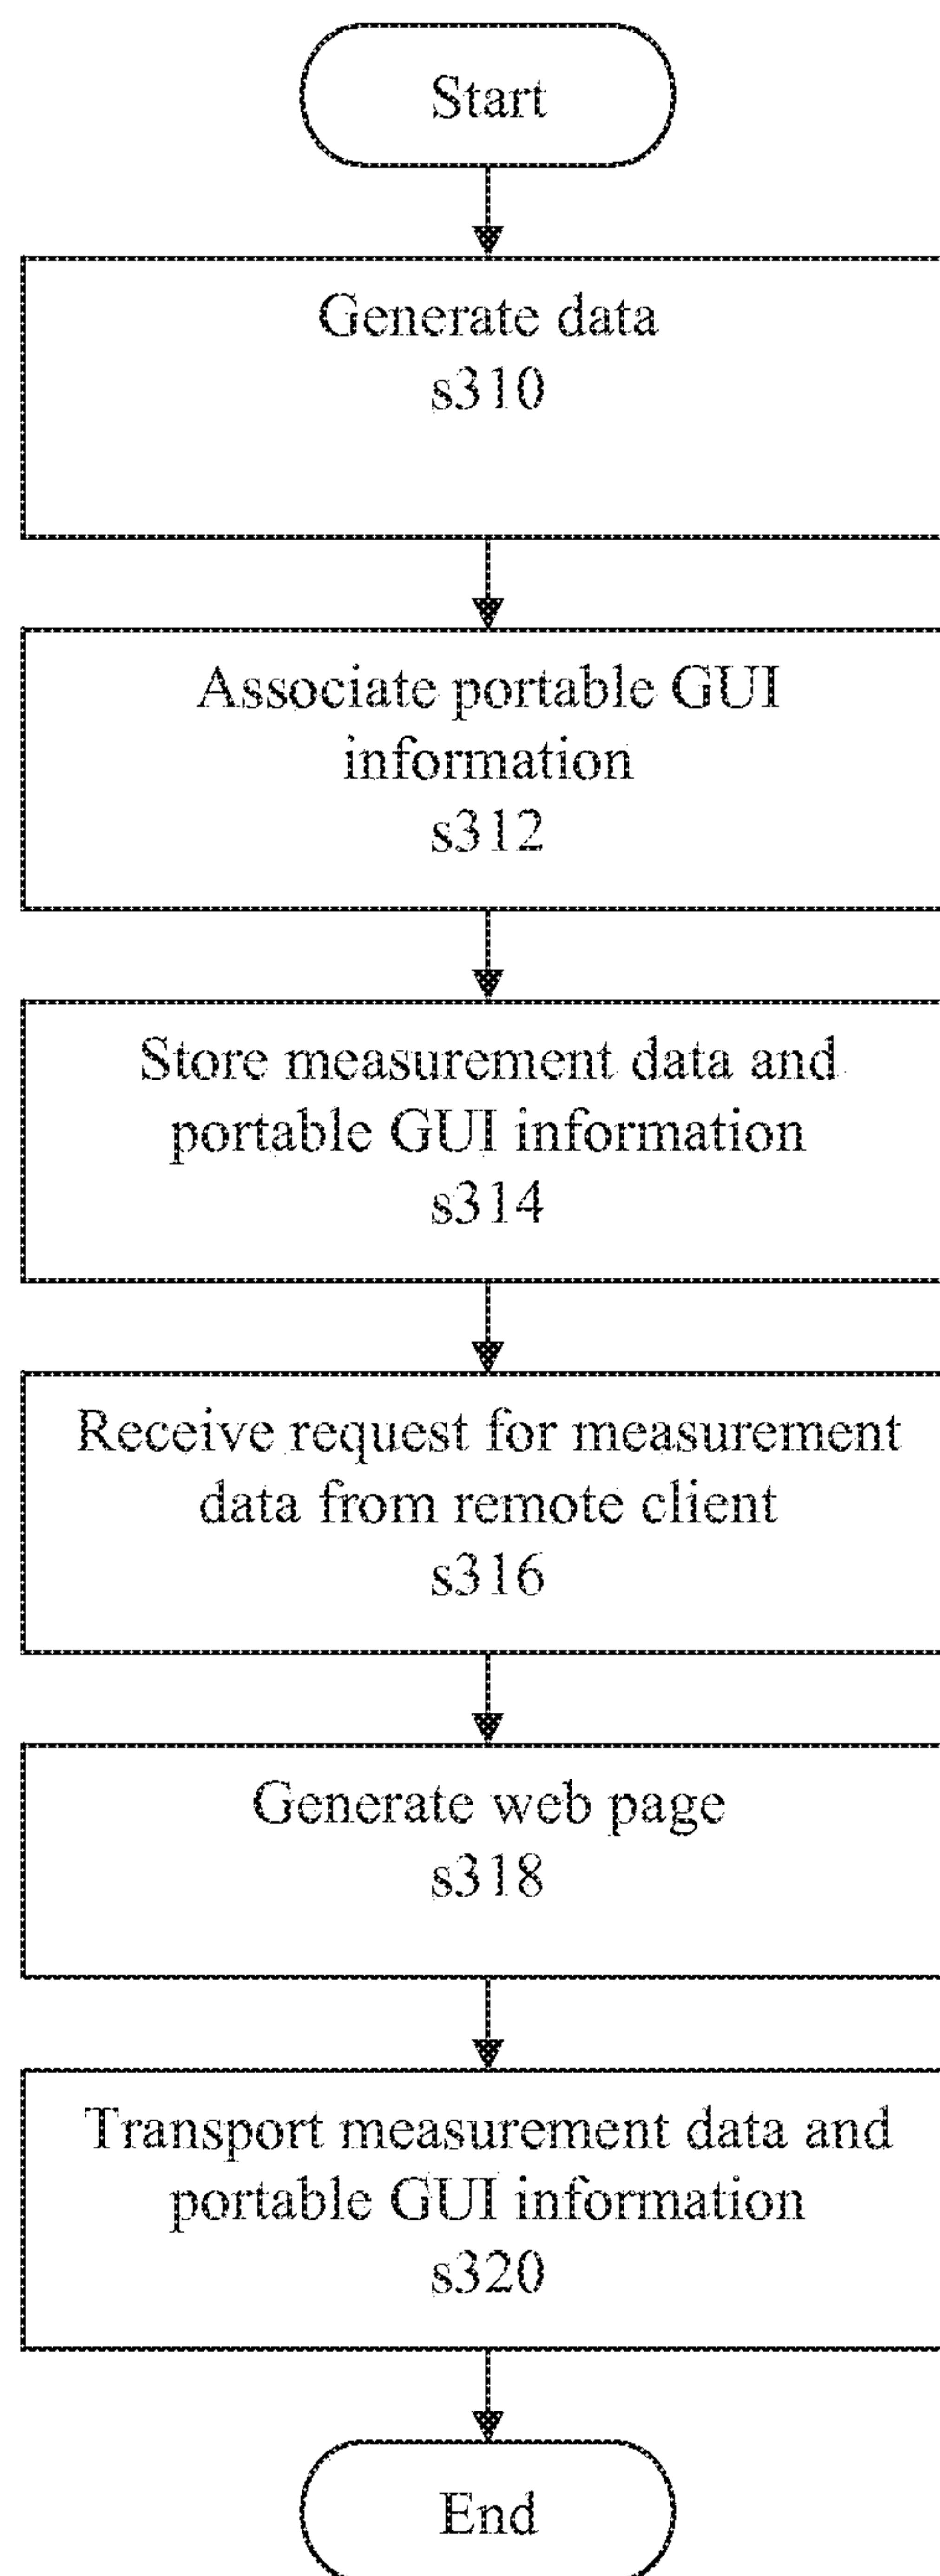 Start
Generate data
s310
Associate portable GUI
information
s312
Store measurement data and
portable GUI information
s314
Receive request for measurement
data from remote client
s316
Generate web page
s318
Transport measurement data and
portable GUI information
s320
End